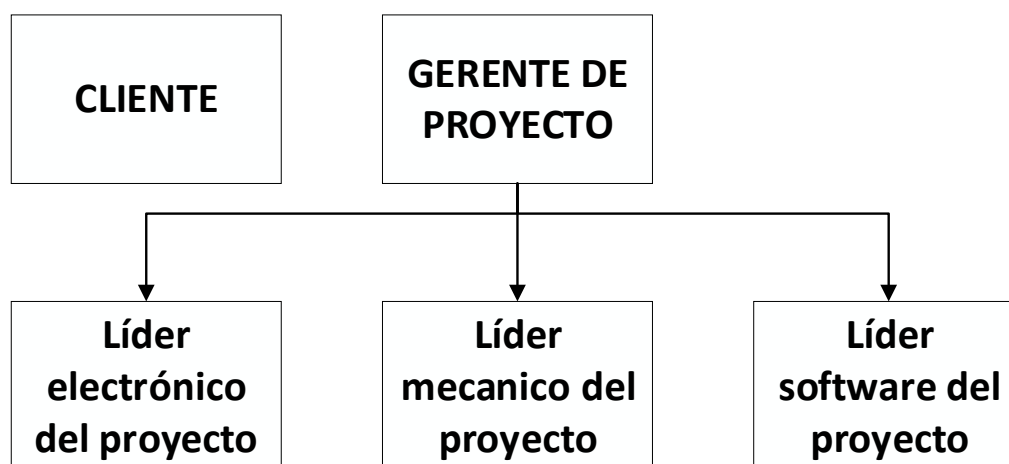 CLIENTE
GERENTE DE
PROYECTO
Líder
electrónico
del proyecto
Líder
mecanico del
proyecto
Líder
software del
proyecto